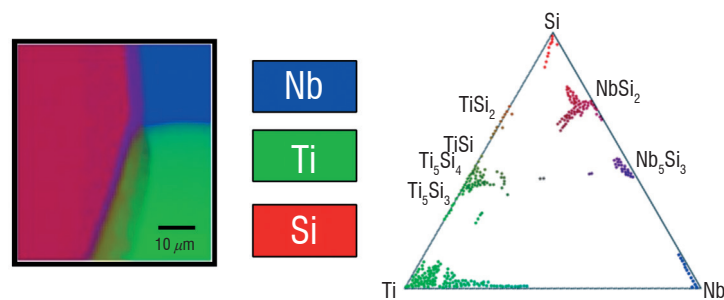 10 μm
Nb
Ti
Si
Si
TiSi2
NbSi2
TiSi
Ti5Si4
Nb5Si3
Ti5Si3
Ti
Nb